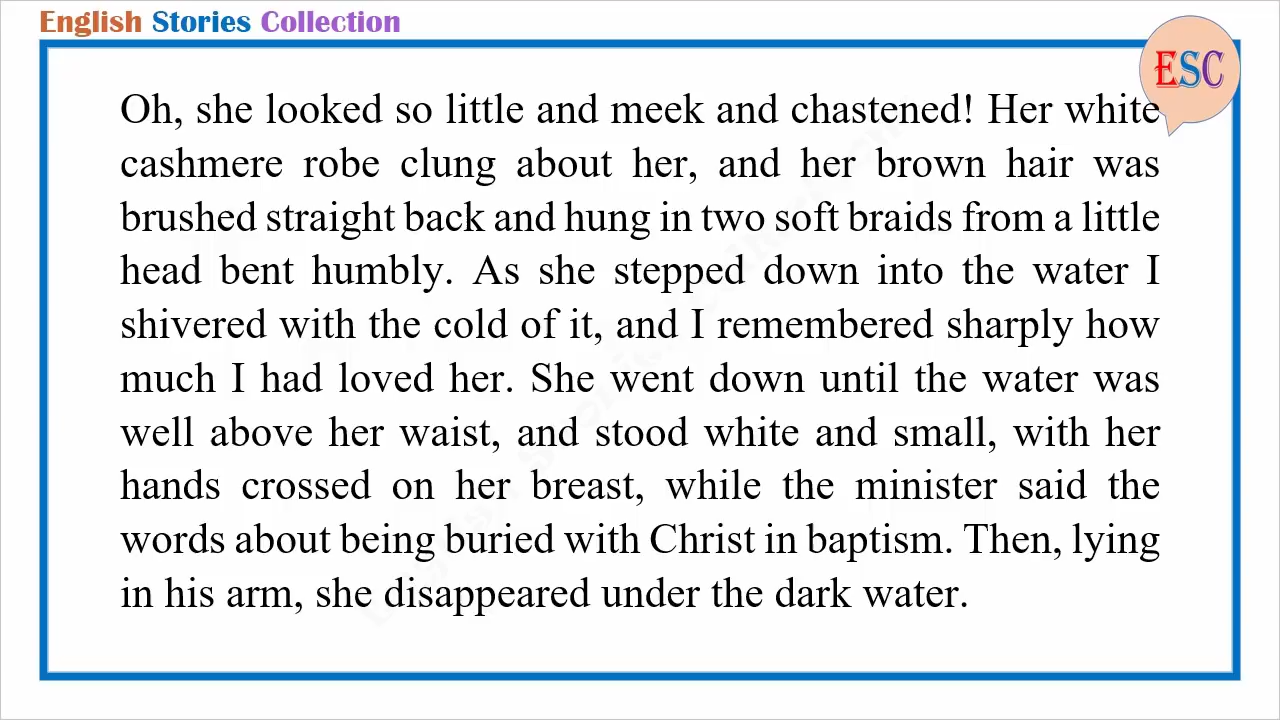 English Stories Collection
ESC
Oh, she looked so little and meek and chastened! Her white
cashmere robe clung about her, and her brown hair was
brushed straight back and hung in two soft braids from a little
head bent humbly. As she stepped down into the water I
shivered with the cold of it, and I remembered sharply how
much I had loved her. She went down until the water was
well above her waist, and stood white and small, with her
hands crossed on her breast, while the minister said the
words about being buried with Christ in baptism. Then, lying
in his arm, she disappeared under the dark water.